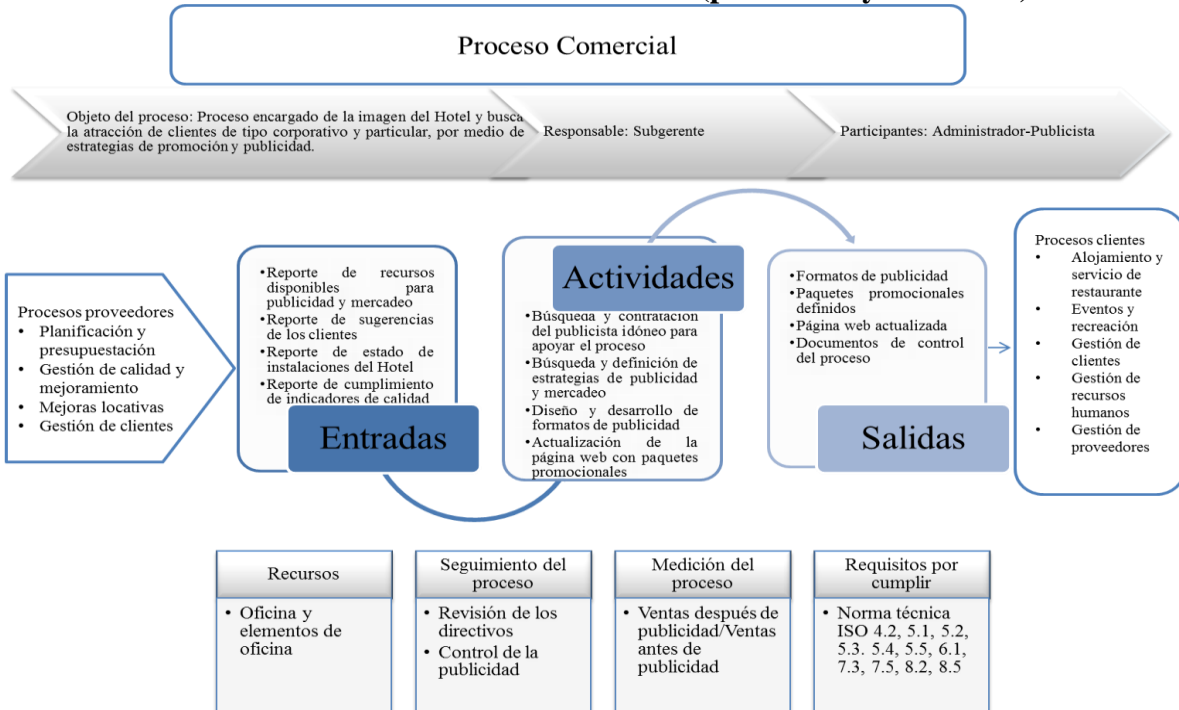 Proceso Comercial
Objeto del proceso: Proceso encargado de la imagen del Hotel y busca
la atracción de clientes de tipo corporativo y particular, por medio de
estrategias de promoción y publicidad.
Responsable: Subgerente
Participantes: Administrador-Publicista
Procesos proveedores
• Planificación y
presupuestación
• Gestión de calidad y
mejoramiento
• Mejoras locativas
• Gestión de clientes
•Reporte de recursos
disponibles para
publicidad y mercadeo
•Reporte de sugerencias
de los clientes
•Reporte de estado de
instalaciones del Hotel
•Reporte de cumplimiento
de indicadores de calidad
Entradas
Actividades
•Búsqueda y contratación
del publicista idóneo para
apoyar el proceso
•Búsqueda y definición de
estrategias de publicidad
y mercadeo
•Diseño y desarrollo de
formatos de publicidad
•Actualización de la
página web con paquetes
promocionales
•Formatos de publicidad
•Paquetes promocionales
definidos
•Página web actualizada
•Documentos de control
del proceso
Salidas
Procesos clientes
• Alojamiento y
servicio de
restaurante
• Eventos y
recreación
• Gestión de
clientes
• Gestión de
recursos
humanos
• Gestión de
proveedores
Recursos
• Oficina y
elementos de
oficina
Seguimiento del
proceso
• Revisión de los
directivos
• Control de la
publicidad
Medición del
proceso
• Ventas después de
publicidad/Ventas
antes de
publicidad
Requisitos por
cumplir
• Norma técnica
ISO 4.2, 5.1, 5.2,
5.3. 5.4, 5.5, 6.1,
7.3, 7.5, 8.2, 8.5